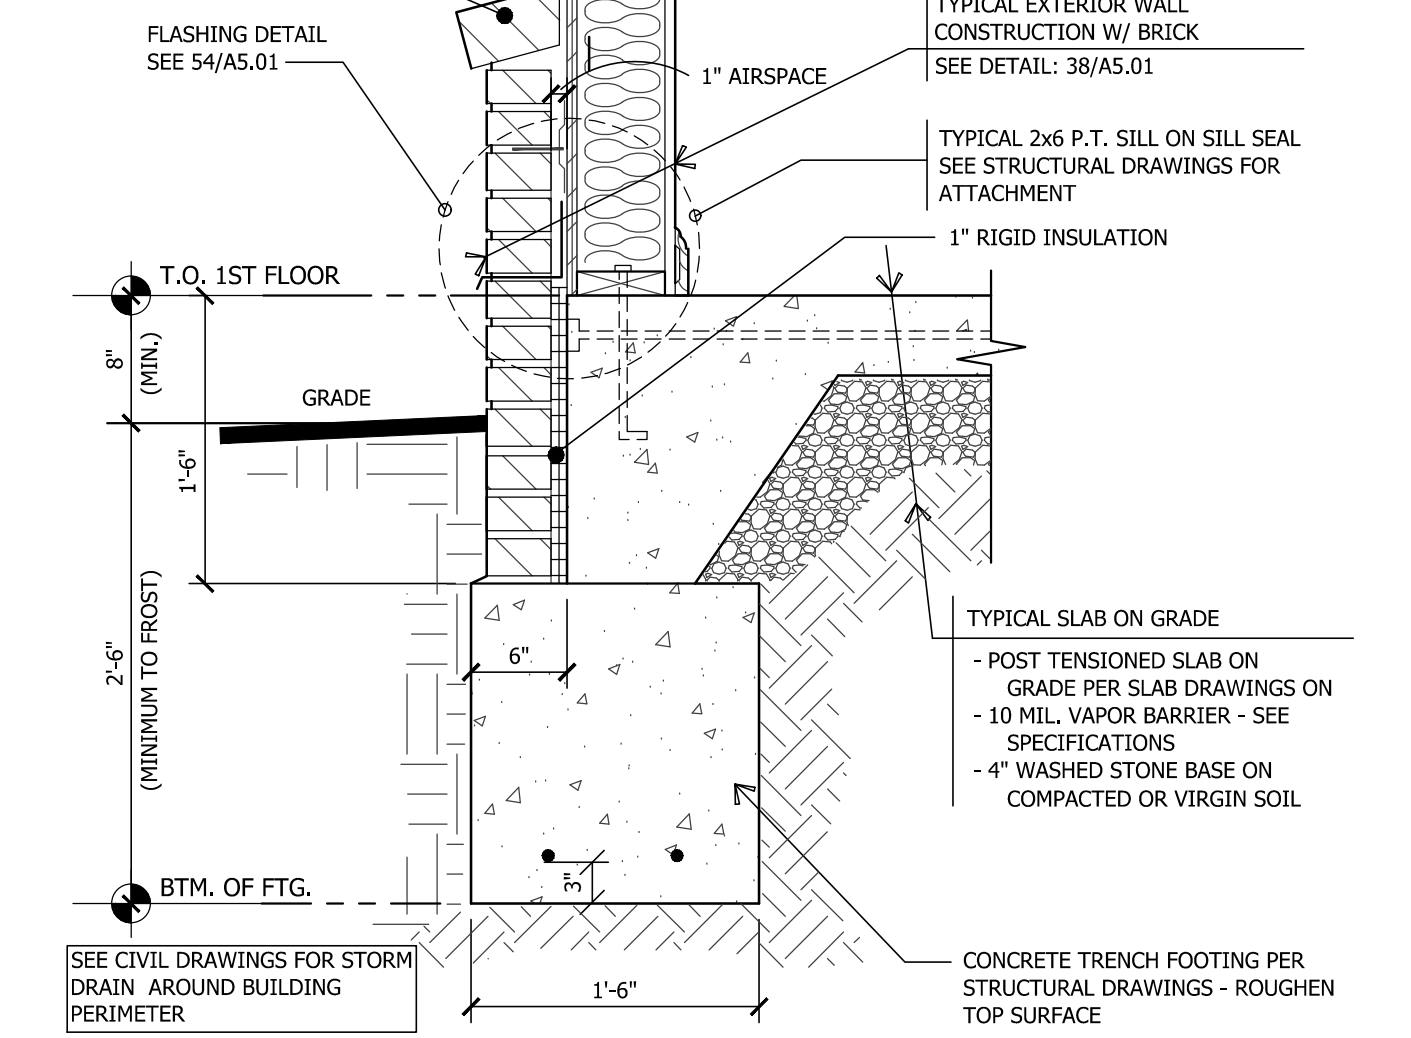 TYPICAL EXTERIOR WALL
CONSTRUCTION W/ BRICK
SEE DETAIL: 38/A5.01
FLASHING DETAIL
SEE 54/A5.01
1" AIRSPACE
TYPICAL 2x6 P.T. SILL ON SILL SEAL
SEE STRUCTURAL DRAWINGS FOR
ATTACHMENT
1" RIGID INSULATION
T.O. 1ST FLOOR
8"
(MIN.)
GRADE
1'-6"
2'-6"
(MINIMUM TO FROST)
6"
TYPICAL SLAB ON GRADE
- POST TENSIONED SLAB ON
GRADE PER SLAB DRAWINGS ON
- 10 MIL. VAPOR BARRIER - SEE
SPECIFICATIONS
- 4" WASHED STONE BASE ON
COMPACTED OR VIRGIN SOIL
3"
BTM. OF FTG.
SEE CIVIL DRAWINGS FOR STORM
DRAIN AROUND BUILDING
PERIMETER
1'-6"
CONCRETE TRENCH FOOTING PER
STRUCTURAL DRAWINGS - ROUGHEN
TOP SURFACE